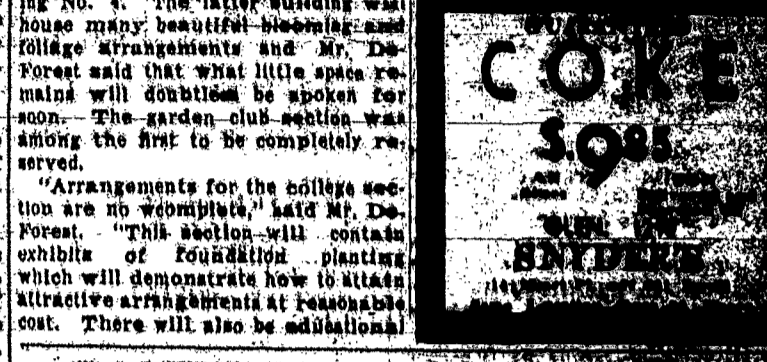 ing No. 4. The latter building will
house many beautiful blooming and
foliage arrangements and Mr. De-
Forest said that what little space re-
mains will doubtless be spoken for
soon. The garden club section was
among the first to be completely re-
served.
"Arrangements for the college sec-
tion are no wcomplete," said Mr. De-
Forest. "This section will contain
exhibits of foundation planting
which will demonstrate how to attain
attractive arrangements at reasonable
cost. There will also be educational
COKE
$.985
SNYDER'S